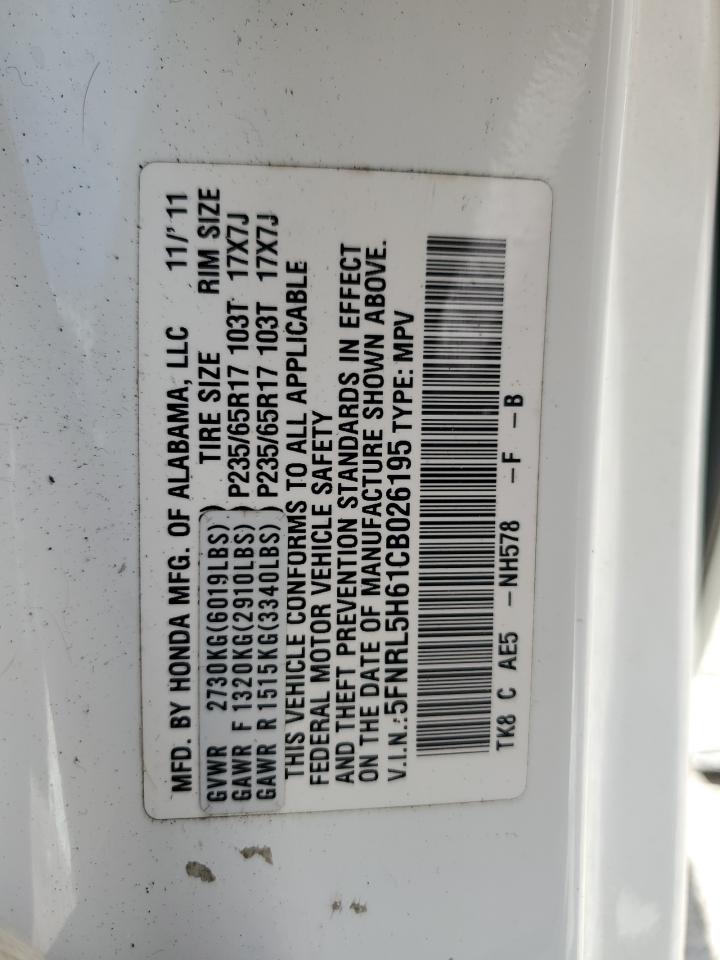 MFD. BY HONDA MFG. OF ALABAMA, LLC 11/'11
GVWR 2730KG(6019LBS) TIRE SIZE RIM SIZE
GAWR F 1320KG(2910LBS) P235/65R17 103T 17X7J
GAWR R 1515KG(3340LBS) P235/65R17 103T 17X7J
THIS VEHICLE CONFORMS TO ALL APPLICABLE
FEDERAL MOTOR VEHICLE SAFETY
AND THEFT PREVENTION STANDARDS IN EFFECT
ON THE DATE OF MANUFACTURE SHOWN ABOVE.
V.I.N.:5FNRL5H61CB026195 TYPE: MPV
TK8 C AE5 -NH578 -F -B